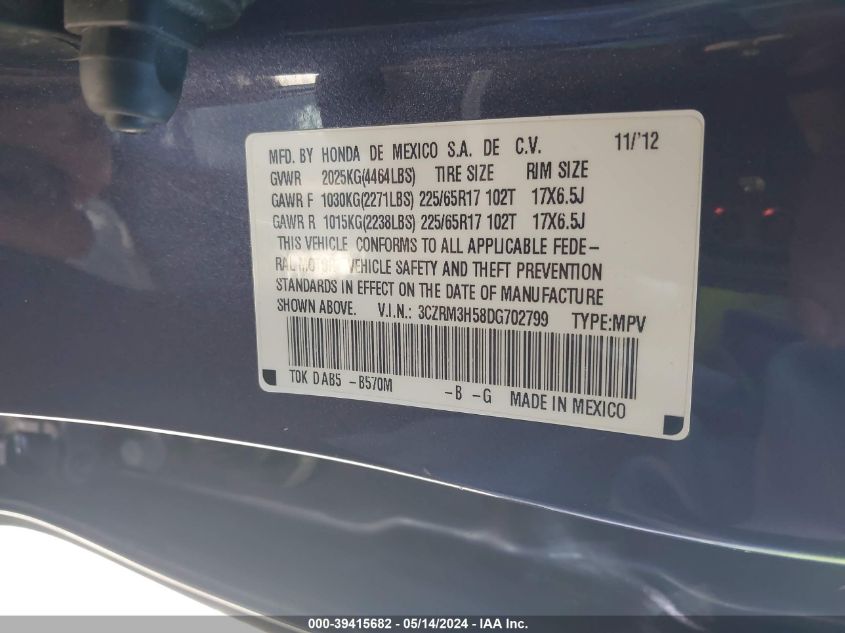 MFD. BY HONDA DE MEXICO S.A. DE C.V. 11/'12
GVWR 2025KG(4464LBS) TIRE SIZE RIM SIZE
GAWR F 1030KG(2271LBS) 225/65R17 102T 17X6.5J
GAWR R 1015KG(2238LBS) 225/65R17 102T 17X6.5J
THIS VEHICLE CONFORMS TO ALL APPLICABLE FEDE-
RAL MOTOR VEHICLE SAFETY AND THEFT PREVENTION
STANDARDS IN EFFECT ON THE DATE OF MANUFACTURE
SHOWN ABOVE. V.I.N.: 3CZRM3H58DG702799 TYPE:MPV
T0K DAB5 -B570M -B -G MADE IN MEXICO
000-39415682 / 05/14/2024 - IAA Inc.